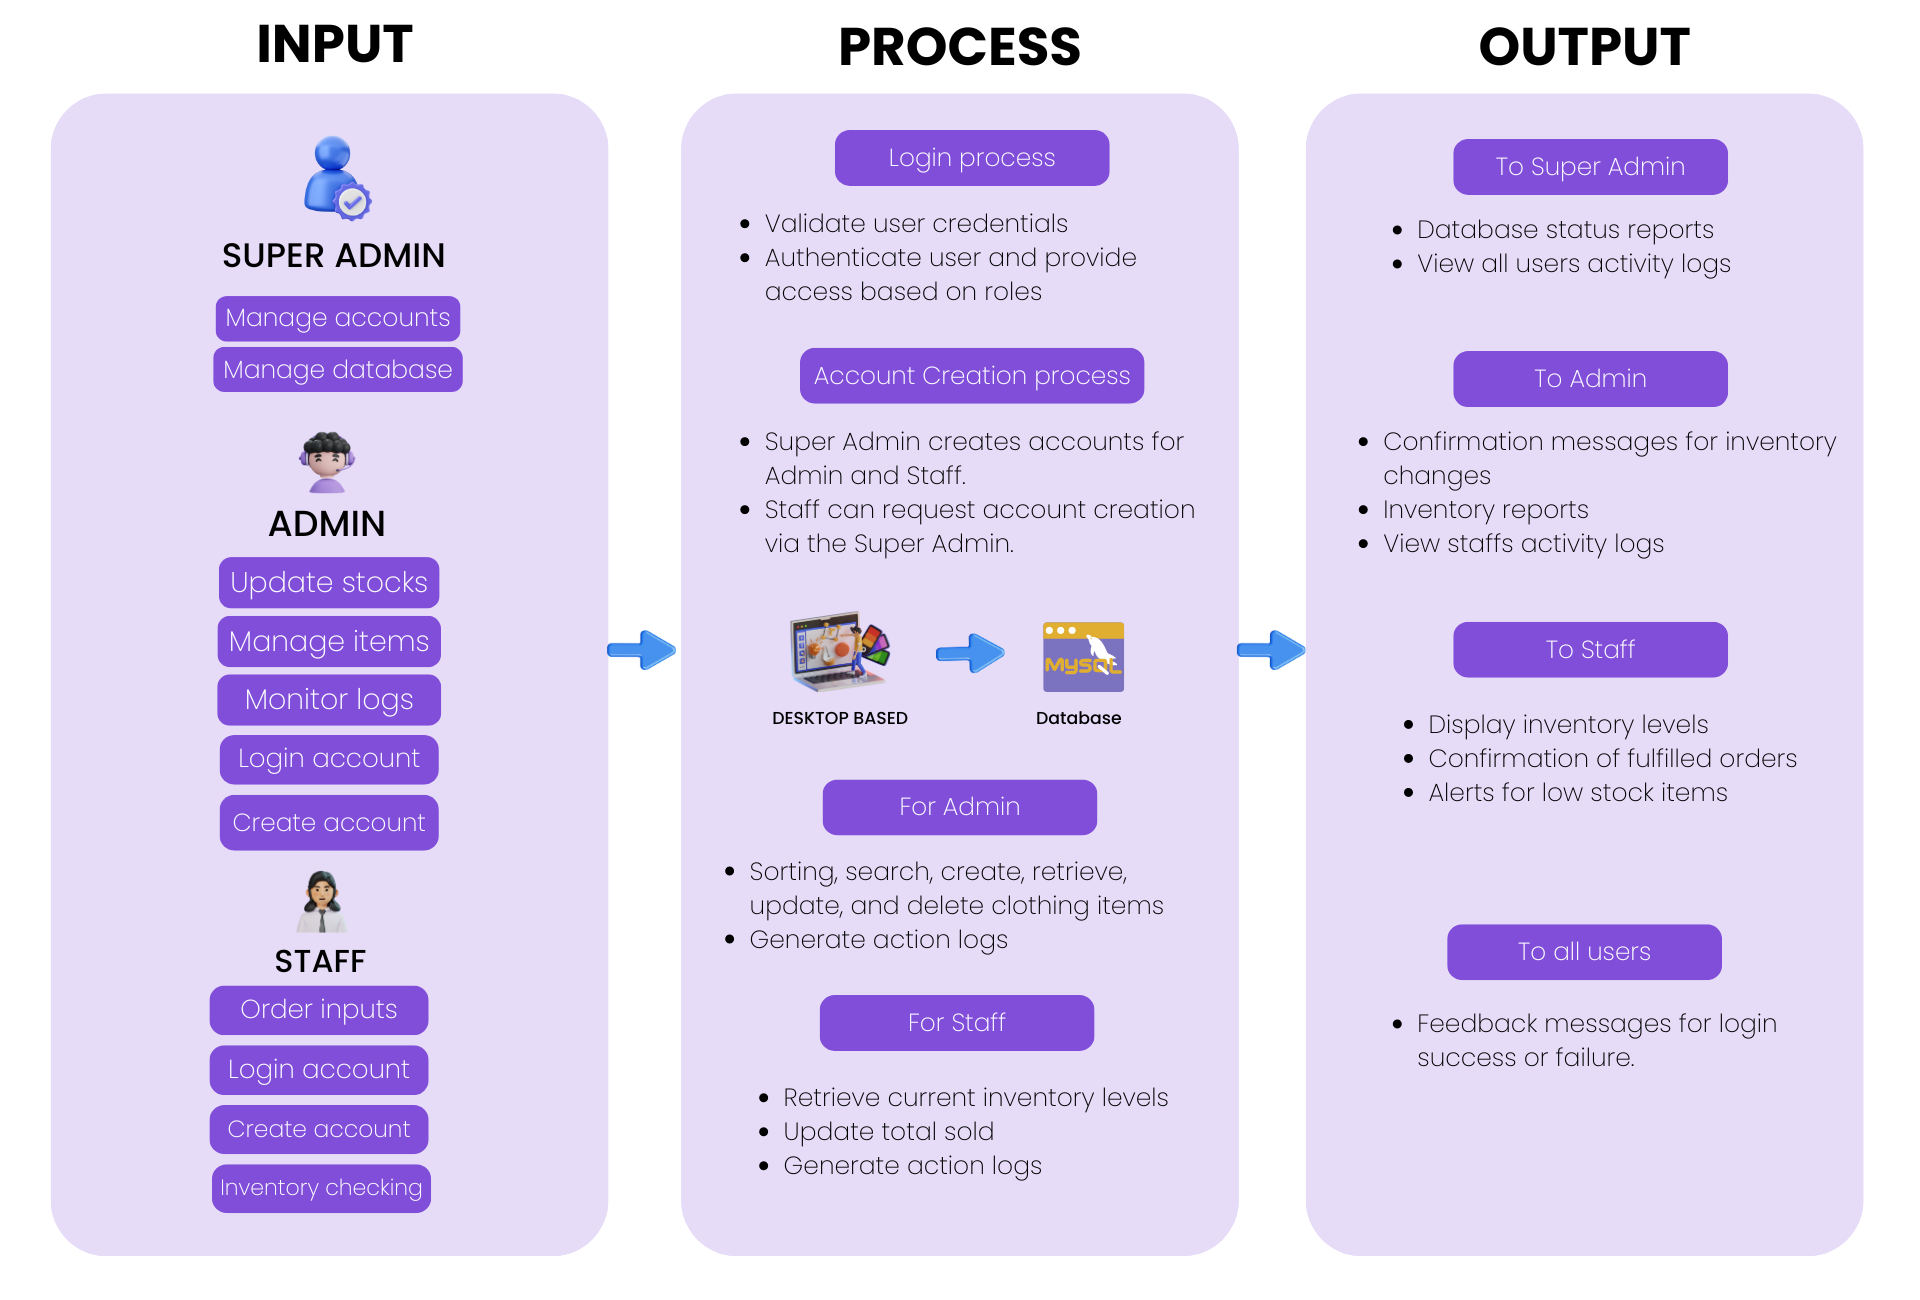 INPUT
SUPER ADMIN
Manage accounts
Manage database
ADMIN
Update stocks
Manage items
Monitor logs
Login account
Create account
STAFF
Order inputs
Login account
Create account
Inventory checking
PROCESS
Login process
• Validate user credentials
• Authenticate user and provide
access based on roles
Account Creation process
• Super Admin creates accounts for
Admin and Staff.
• Staff can request account creation
via the Super Admin.
MySQL
DESKTOP BASED
Database
For Admin
• Sorting, search, create, retrieve,
update, and delete clothing items
• Generate action logs
For Staff
• Retrieve current inventory levels
• Update total sold
• Generate action logs
OUTPUT
To Super Admin
• Database status reports
• View all users activity logs
To Admin
• Confirmation messages for inventory
changes
• Inventory reports
• View staffs activity logs
To Staff
• Display inventory levels
• Confirmation of fulfilled orders
• Alerts for low stock items
To all users
• Feedback messages for login
success or failure.